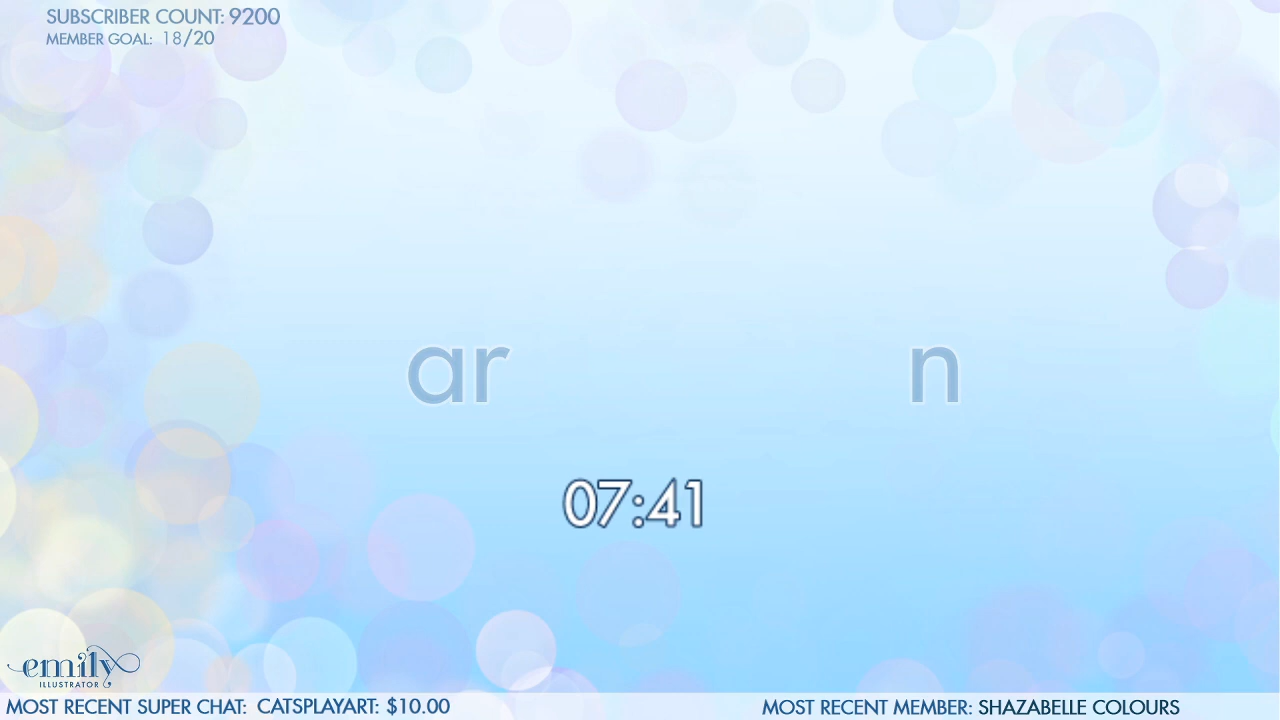 SUBSCRIBER COUNT: 9200
MEMBER GOAL: 18/20
ar n
07:41
emily
ILLUSTRATOR
MOST RECENT SUPER CHAT: CATSPLAYART: $10.00
MOST RECENT MEMBER: SHAZABELLE COLOURS